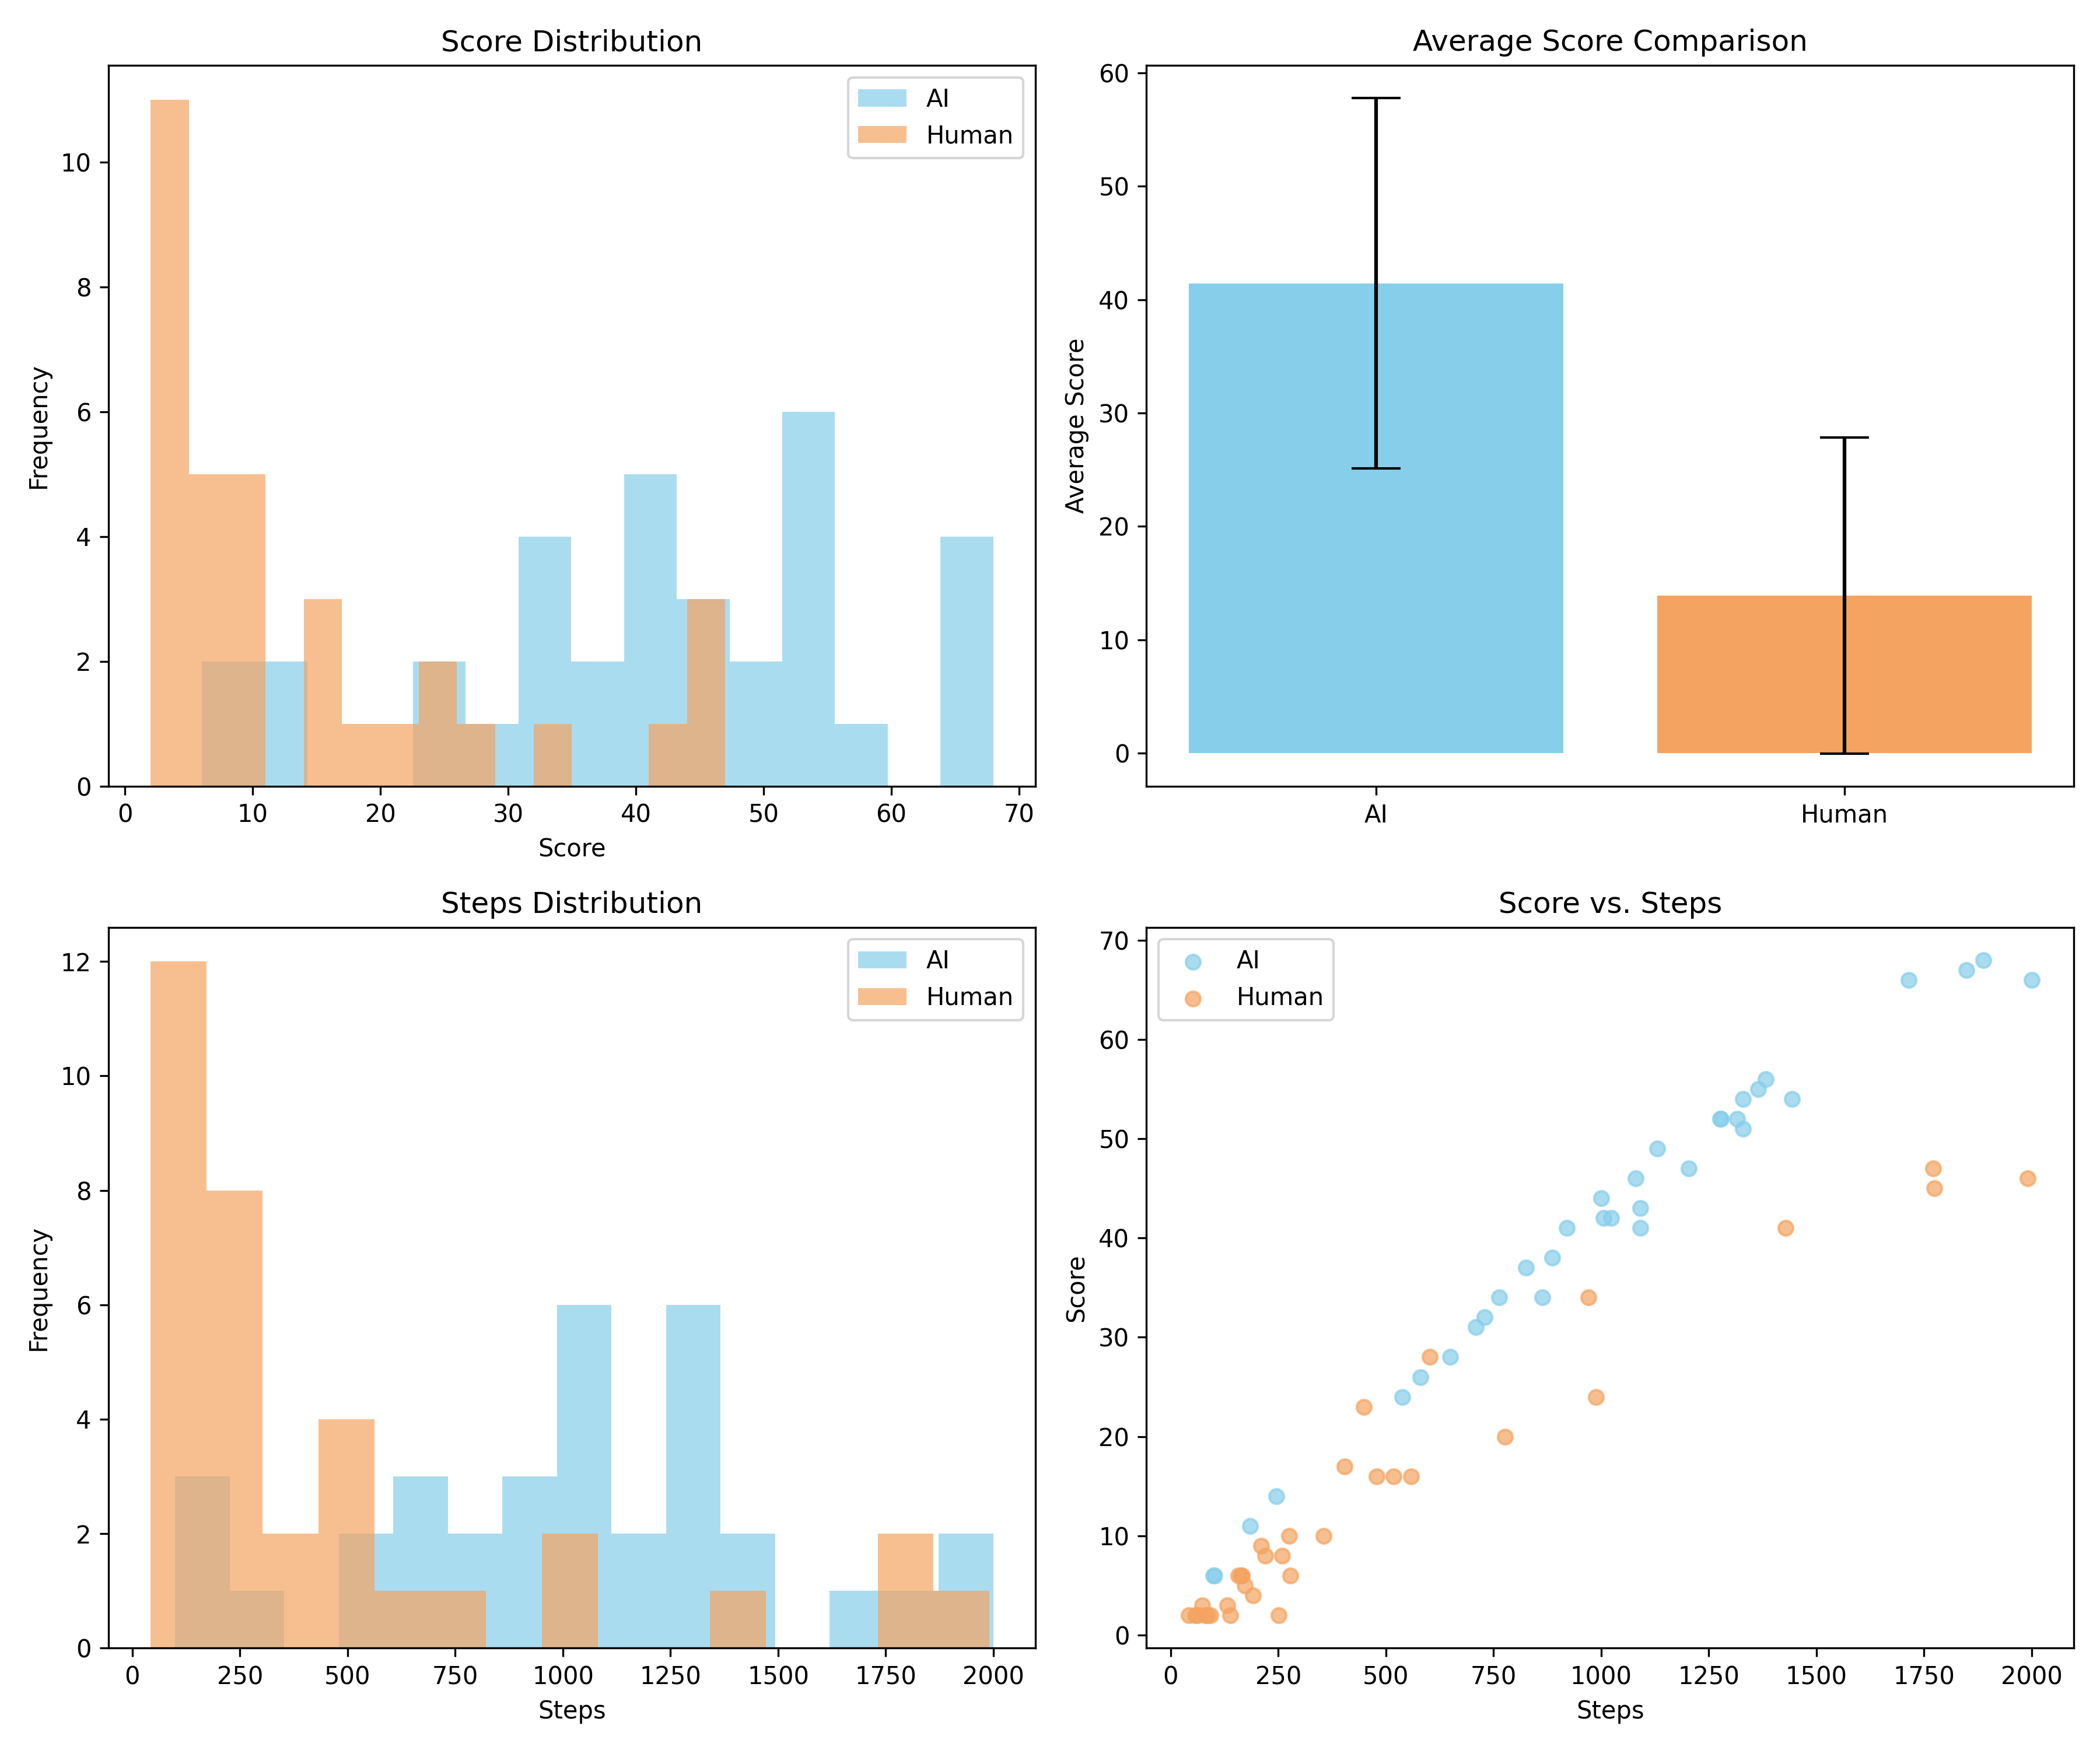 Score Distribution
AI
Human
Frequency
10
8
6
4
2
0
0 10 20 30 40 50 60 70
Score
Average Score Comparison
Average Score
60
50
40
30
20
10
0
AI Human
Steps Distribution
AI
Human
Frequency
12
10
8
6
4
2
0
0 250 500 750 1000 1250 1500 1750 2000
Steps
Score vs. Steps
AI
Human
Score
70
60
50
40
30
20
10
0
0 250 500 750 1000 1250 1500 1750 2000
Steps